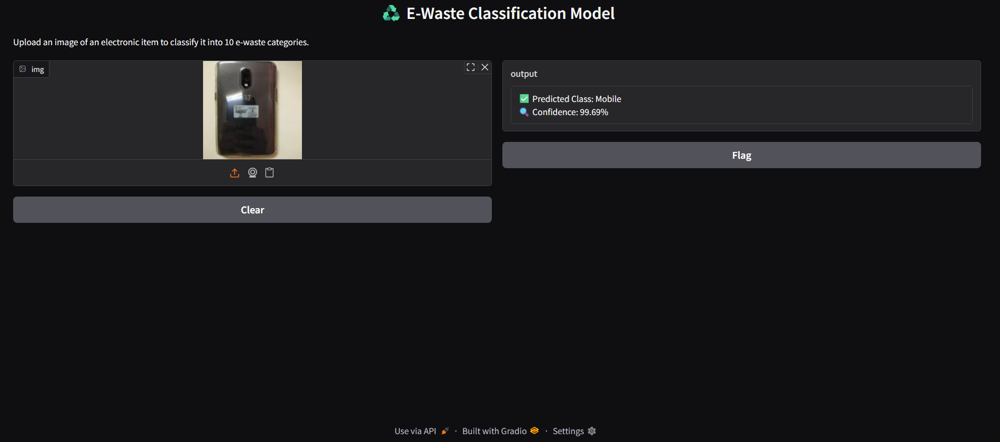 ♻️ E-Waste Classification Model
Upload an image of an electronic item to classify it into 10 e-waste categories.
img
output
✅ Predicted Class: Mobile
🔍 Confidence: 99.69%
Flag
Clear
Use via API 🚀 · Built with Gradio · Settings